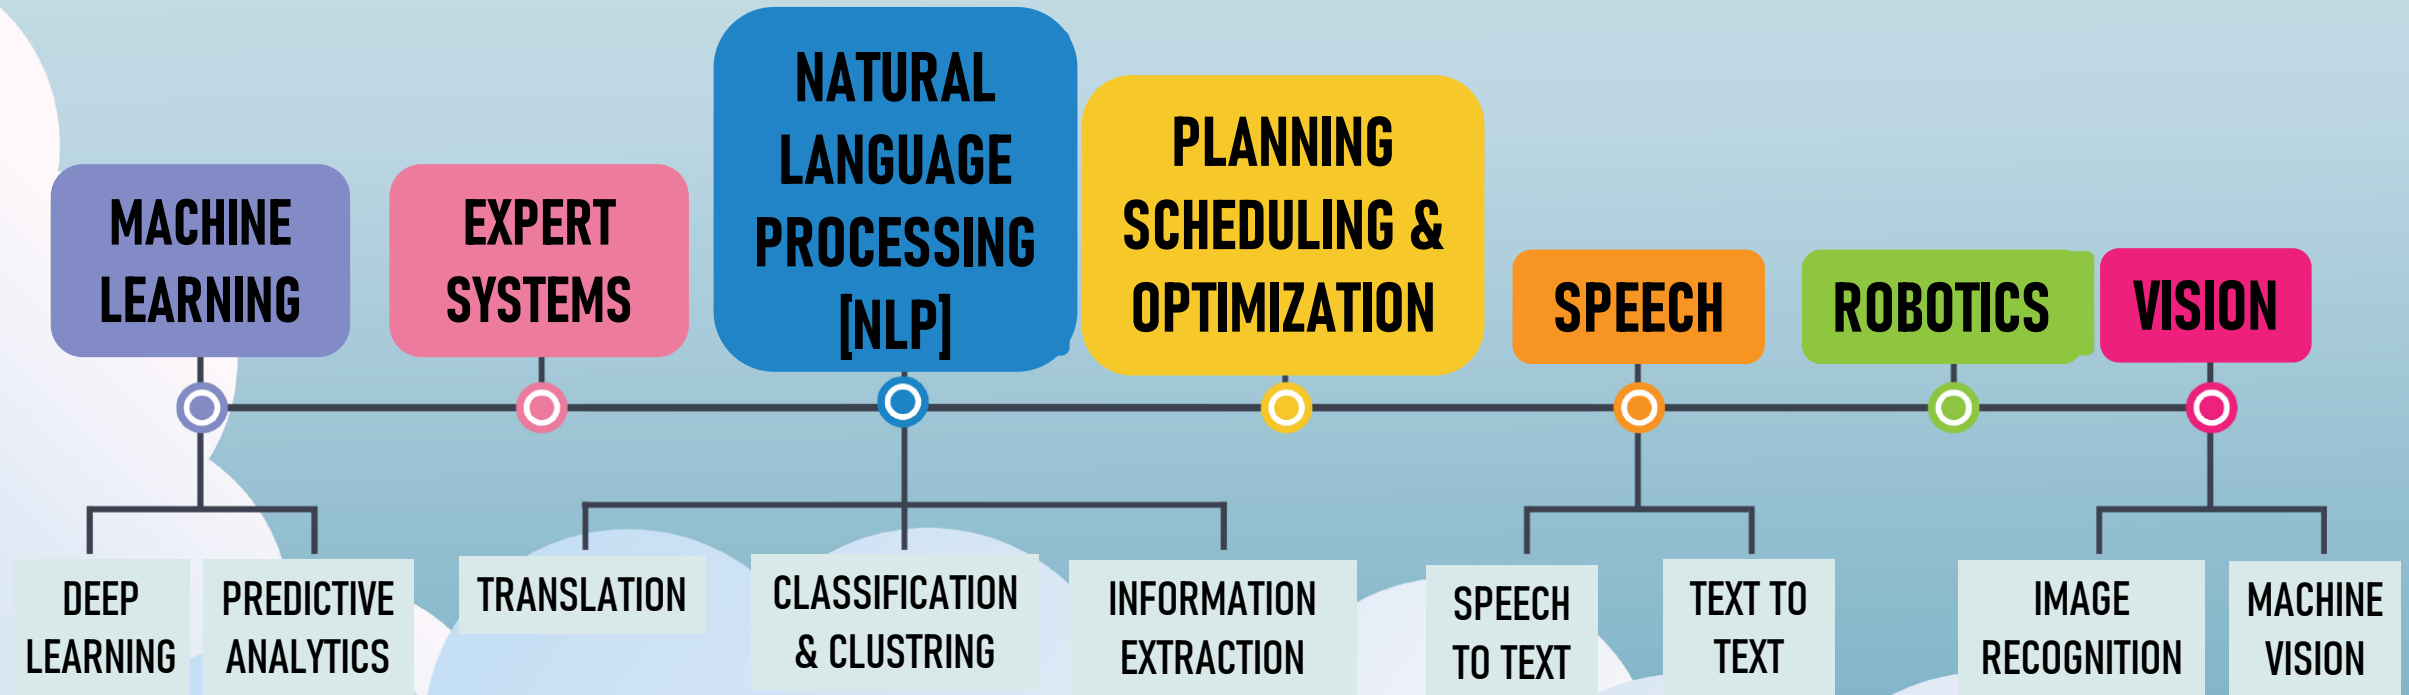 MACHINE
LEARNING
EXPERT
SYSTEMS
NATURAL
LANGUAGE
PROCESSING
[NLP]
PLANNING
SCHEDULING &
OPTIMIZATION
SPEECH
ROBOTICS
VISION
DEEP
LEARNING
PREDICTIVE
ANALYTICS
TRANSLATION
CLASSIFICATION
& CLUSTRING
INFORMATION
EXTRACTION
SPEECH
TO TEXT
TEXT TO
TEXT
IMAGE
RECOGNITION
MACHINE
VISION